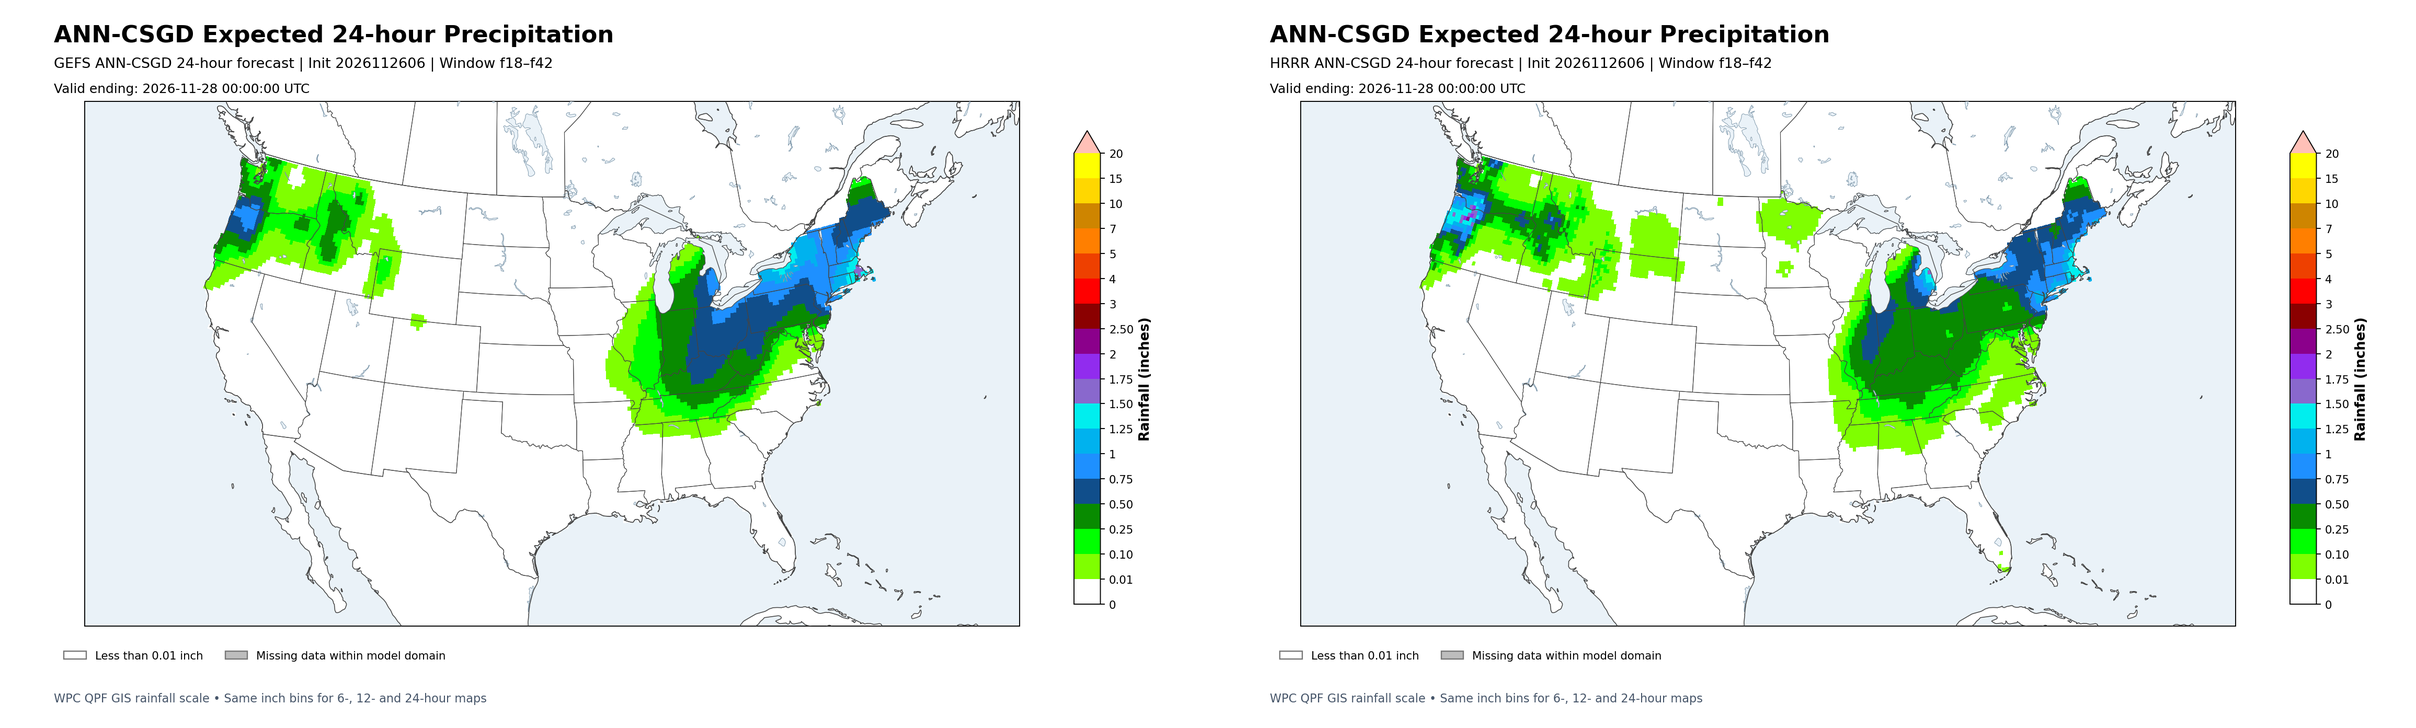 ANN-CSGD Expected 24-hour Precipitation
GEFS ANN-CSGD 24-hour forecast | Init 2026112606 | Window f18–f42
Valid ending: 2026-11-28 00:00:00 UTC
20
15
10
7
5
4
3
2.50
2
1.75
1.50
1.25
1
0.75
0.50
0.25
0.10
0.01
0
Rainfall (inches)
Less than 0.01 inch
Missing data within model domain
WPC QPF GIS rainfall scale • Same inch bins for 6-, 12- and 24-hour maps
ANN-CSGD Expected 24-hour Precipitation
HRRR ANN-CSGD 24-hour forecast | Init 2026112606 | Window f18–f42
Valid ending: 2026-11-28 00:00:00 UTC
20
15
10
7
5
4
3
2.50
2
1.75
1.50
1.25
1
0.75
0.50
0.25
0.10
0.01
0
Rainfall (inches)
Less than 0.01 inch
Missing data within model domain
WPC QPF GIS rainfall scale • Same inch bins for 6-, 12- and 24-hour maps